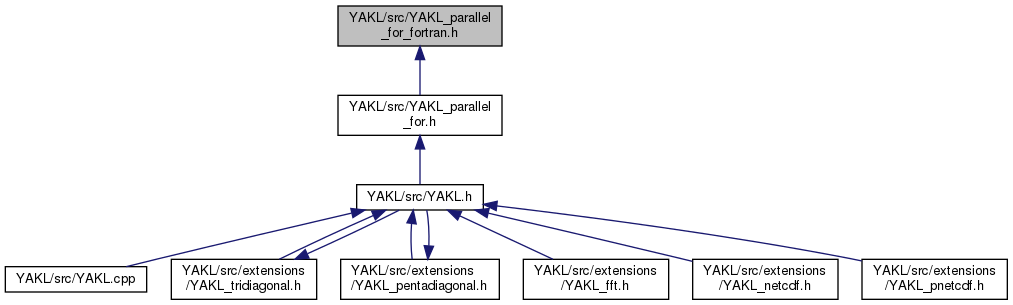 YAKL/src/YAKL_parallel
_for_fortran.h
YAKL/src/YAKL_parallel
_for.h
YAKL/src/YAKL.h
YAKL/src/YAKL.cpp
YAKL/src/extensions
/YAKL_tridiagonal.h
YAKL/src/extensions
/YAKL_pentadiagonal.h
YAKL/src/extensions
/YAKL_fft.h
YAKL/src/extensions
/YAKL_netcdf.h
YAKL/src/extensions
/YAKL_pnetcdf.h